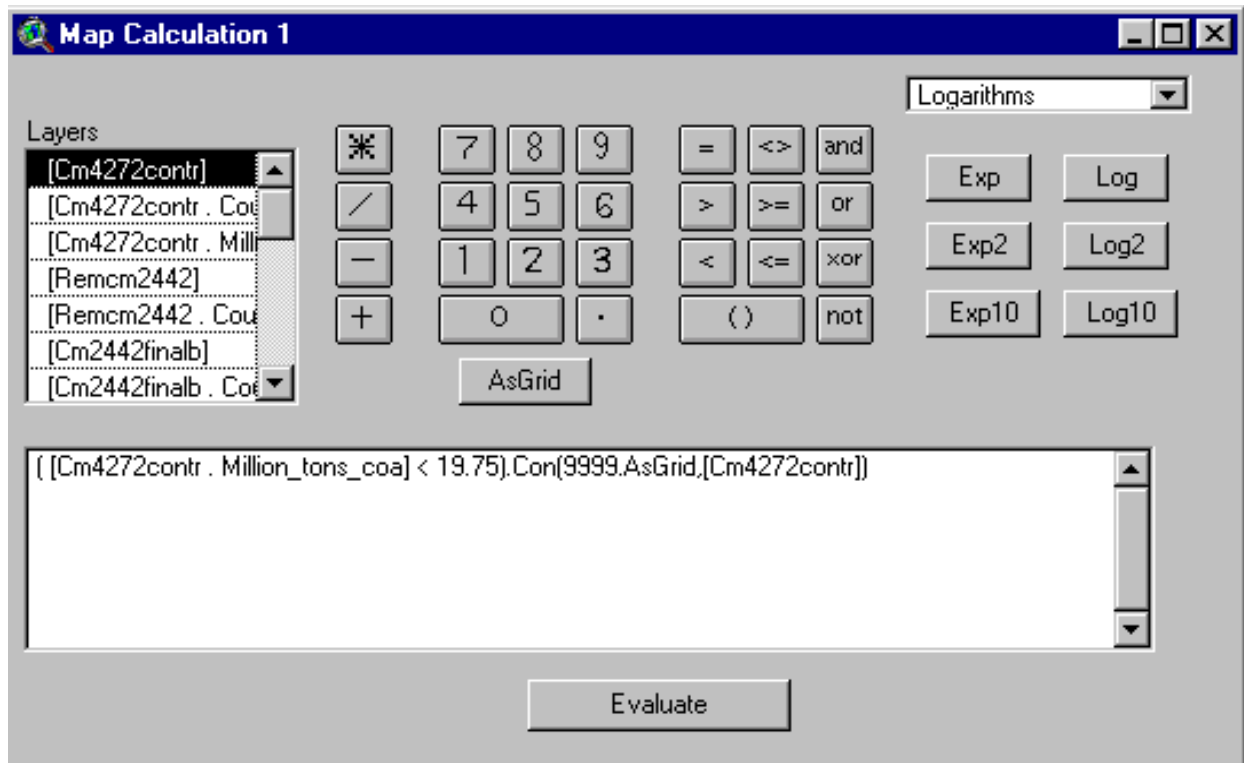 Map Calculation 1
Logarithms
Layers
[Cm4272contr]
[Cm4272contr . Cou
[Cm4272contr . Milli
[Remcm2442]
[Remcm2442 . Cou
[Cm2442finalb]
[Cm2442finalb . Cou
* 7 8 9 = <> and
/ 4 5 6 > >= or
- 1 2 3 < <= xor
+ 0 . ( ) not
AsGrid
Exp Log
Exp2 Log2
Exp10 Log10
( [Cm4272contr . Million_tons_coa] < 19.75).Con(9999.AsGrid,[Cm4272contr])
Evaluate